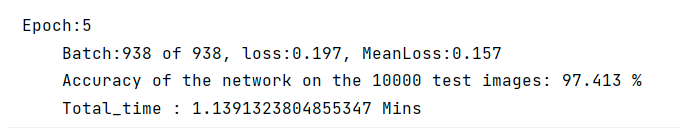 Epoch:5
Batch:938 of 938, loss:0.197, MeanLoss:0.157
Accuracy of the network on the 10000 test images: 97.413 %
Total_time : 1.1391323804855347 Mins